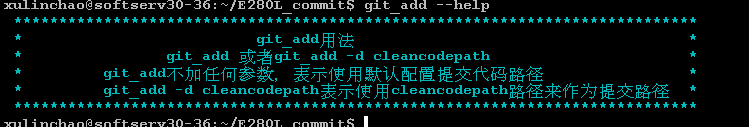 xulinchao@softserv30-36:~/E280L_commit$ git_add --help
*********************************************************************
* git_add用法 *
* git_add 或者git_add -d cleancodepath *
* git_add不加任何参数, 表示使用默认配置提交代码路径 *
* git_add -d cleancodepath表示使用cleancodepath路径来作为提交路径 *
*********************************************************************
xulinchao@softserv30-36:~/E280L_commit$